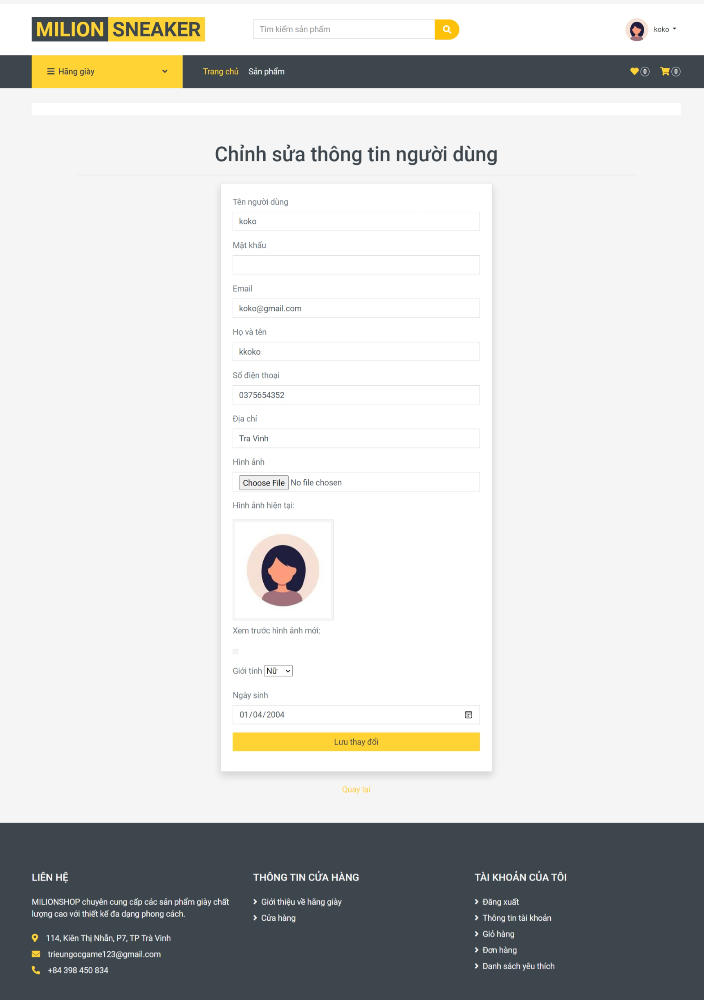 MILION SNEAKER
Tìm kiếm sản phẩm
koko
Hãng giày
Trang chủ
Sản phẩm
0
0
Chỉnh sửa thông tin người dùng
Tên người dùng
koko
Mật khẩu
Email
koko@gmail.com
Họ và tên
kkoko
Số điện thoại
0375654352
Địa chỉ
Tra Vinh
Hình ảnh
Choose File No file chosen
Hình ảnh hiện tại:
Xem trước hình ảnh mới:
Giới tính Nữ
Ngày sinh
01/04/2004
Lưu thay đổi
Quay lại
LIÊN HỆ
MILIONSHOP chuyên cung cấp các sản phẩm giày chất
lượng cao với thiết kế đa dạng phong cách.
114, Kiên Thị Nhẫn, P7, TP Trà Vinh
trieungocgame123@gmail.com
+84 398 450 834
THÔNG TIN CỬA HÀNG
Giới thiệu về hãng giày
Cửa hàng
TÀI KHOẢN CỦA TÔI
Đăng xuất
Thông tin tài khoản
Giỏ hàng
Đơn hàng
Danh sách yêu thích